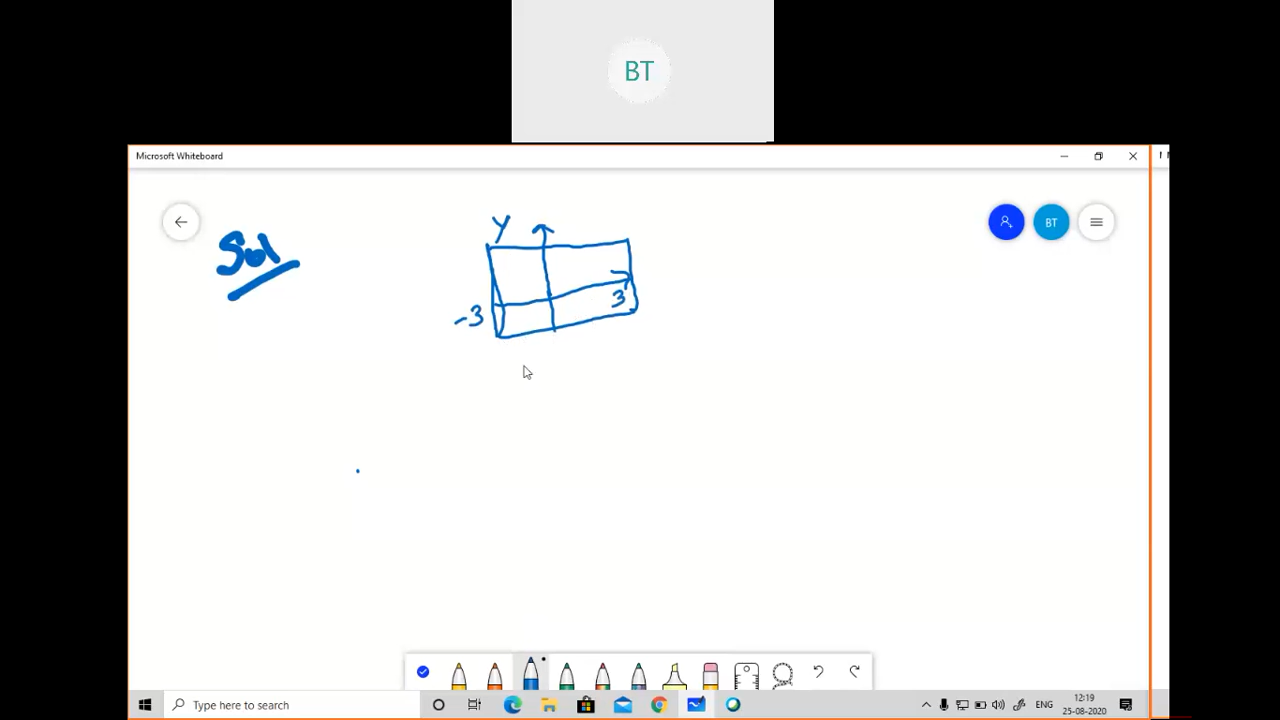 BT
Microsoft Whiteboard
BT
Sol
Y
3
-3
Type here to search
ENG
12:19
25-08-2020